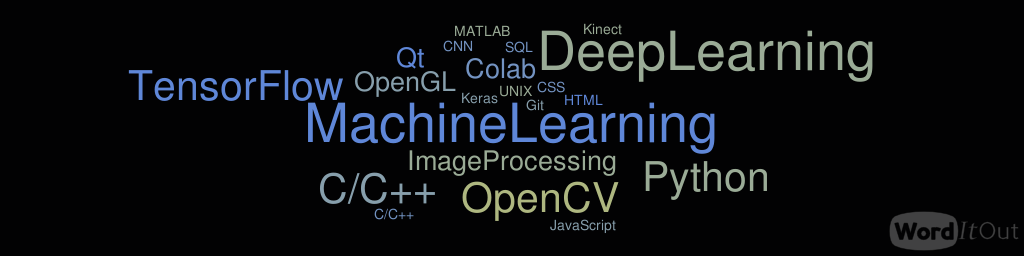 MATLAB
Kinect
CNN
SQL
DeepLearning
Qt
Colab
TensorFlow
OpenGL
Keras
UNIX
CSS
Git
HTML
MachineLearning
ImageProcessing
C/C++
OpenCV
Python
C/C++
JavaScript
WordItOut